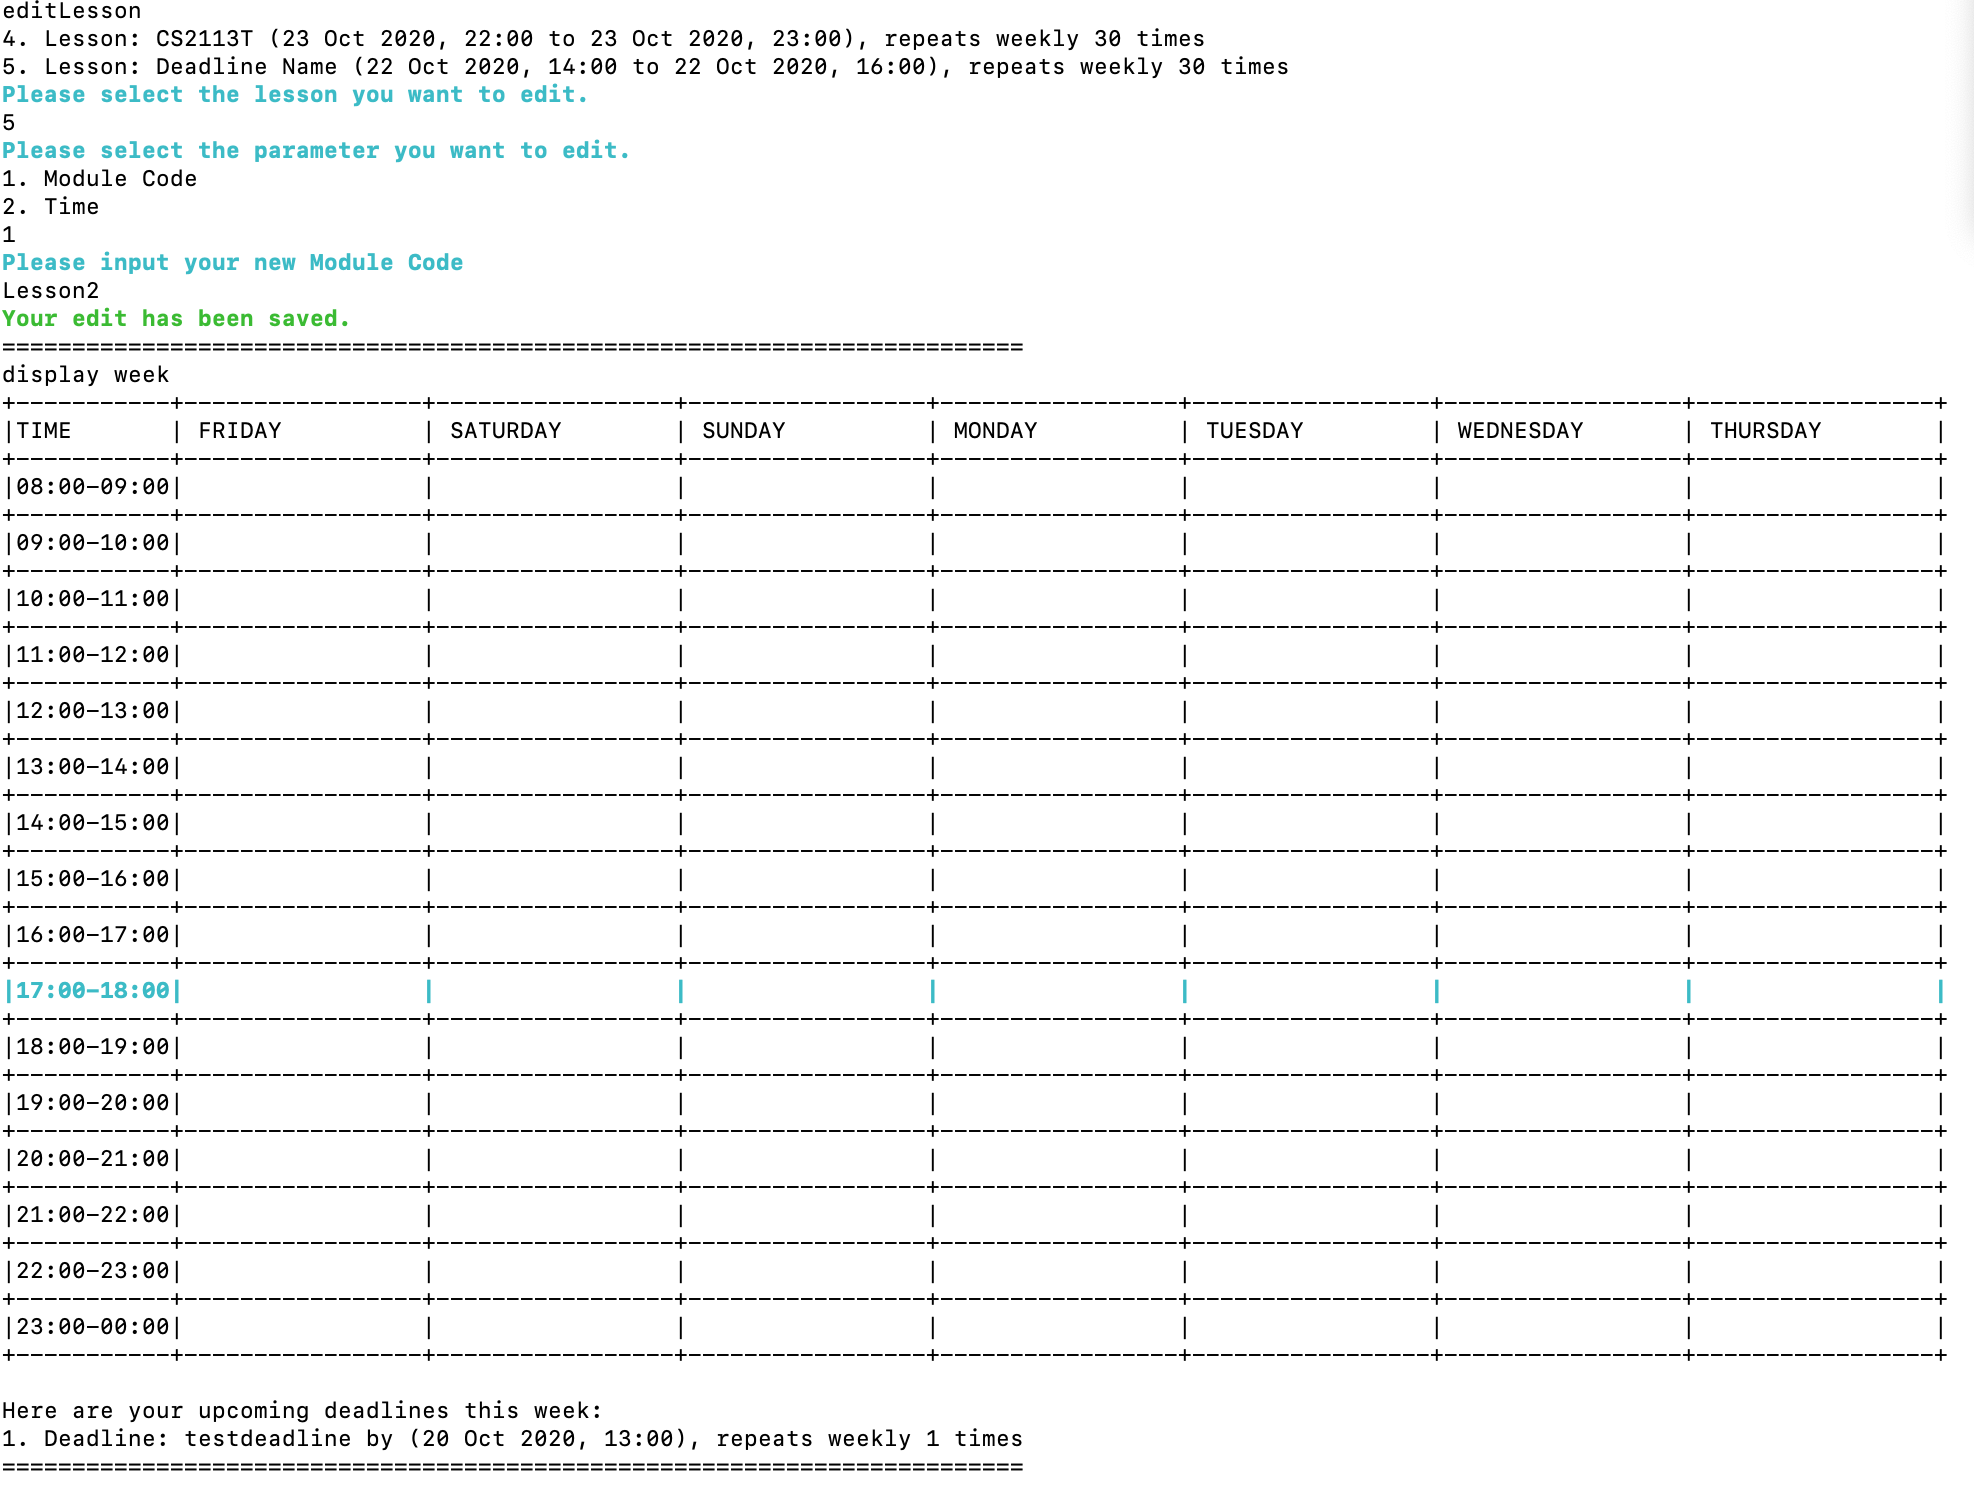 editLesson
4. Lesson: CS2113T (23 Oct 2020, 22:00 to 23 Oct 2020, 23:00), repeats weekly 30 times
5. Lesson: Deadline Name (22 Oct 2020, 14:00 to 22 Oct 2020, 16:00), repeats weekly 30 times
Please select the lesson you want to edit.
5
Please select the parameter you want to edit.
1. Module Code
2. Time
1
Please input your new Module Code
Lesson2
Your edit has been saved.
=========================================================================
display week
+-----------+-----------------+-----------------+-----------------+-----------------+-----------------+-----------------+-----------------+
|TIME       | FRIDAY          | SATURDAY        | SUNDAY          | MONDAY          | TUESDAY         | WEDNESDAY       | THURSDAY        |
+-----------+-----------------+-----------------+-----------------+-----------------+-----------------+-----------------+-----------------+
|08:00-09:00|                 |                 |                 |                 |                 |                 |                 |
+-----------+-----------------+-----------------+-----------------+-----------------+-----------------+-----------------+-----------------+
|09:00-10:00|                 |                 |                 |                 |                 |                 |                 |
+-----------+-----------------+-----------------+-----------------+-----------------+-----------------+-----------------+-----------------+
|10:00-11:00|                 |                 |                 |                 |                 |                 |                 |
+-----------+-----------------+-----------------+-----------------+-----------------+-----------------+-----------------+-----------------+
|11:00-12:00|                 |                 |                 |                 |                 |                 |                 |
+-----------+-----------------+-----------------+-----------------+-----------------+-----------------+-----------------+-----------------+
|12:00-13:00|                 |                 |                 |                 |                 |                 |                 |
+-----------+-----------------+-----------------+-----------------+-----------------+-----------------+-----------------+-----------------+
|13:00-14:00|                 |                 |                 |                 |                 |                 |                 |
+-----------+-----------------+-----------------+-----------------+-----------------+-----------------+-----------------+-----------------+
|14:00-15:00|                 |                 |                 |                 |                 |                 |                 |
+-----------+-----------------+-----------------+-----------------+-----------------+-----------------+-----------------+-----------------+
|15:00-16:00|                 |                 |                 |                 |                 |                 |                 |
+-----------+-----------------+-----------------+-----------------+-----------------+-----------------+-----------------+-----------------+
|16:00-17:00|                 |                 |                 |                 |                 |                 |                 |
+-----------+-----------------+-----------------+-----------------+-----------------+-----------------+-----------------+-----------------+
|17:00-18:00|                 |                 |                 |                 |                 |                 |                 |
+-----------+-----------------+-----------------+-----------------+-----------------+-----------------+-----------------+-----------------+
|18:00-19:00|                 |                 |                 |                 |                 |                 |                 |
+-----------+-----------------+-----------------+-----------------+-----------------+-----------------+-----------------+-----------------+
|19:00-20:00|                 |                 |                 |                 |                 |                 |                 |
+-----------+-----------------+-----------------+-----------------+-----------------+-----------------+-----------------+-----------------+
|20:00-21:00|                 |                 |                 |                 |                 |                 |                 |
+-----------+-----------------+-----------------+-----------------+-----------------+-----------------+-----------------+-----------------+
|21:00-22:00|                 |                 |                 |                 |                 |                 |                 |
+-----------+-----------------+-----------------+-----------------+-----------------+-----------------+-----------------+-----------------+
|22:00-23:00|                 |                 |                 |                 |                 |                 |                 |
+-----------+-----------------+-----------------+-----------------+-----------------+-----------------+-----------------+-----------------+
|23:00-00:00|                 |                 |                 |                 |                 |                 |                 |
+-----------+-----------------+-----------------+-----------------+-----------------+-----------------+-----------------+-----------------+
Here are your upcoming deadlines this week:
1. Deadline: testdeadline by (20 Oct 2020, 13:00), repeats weekly 1 times
=========================================================================